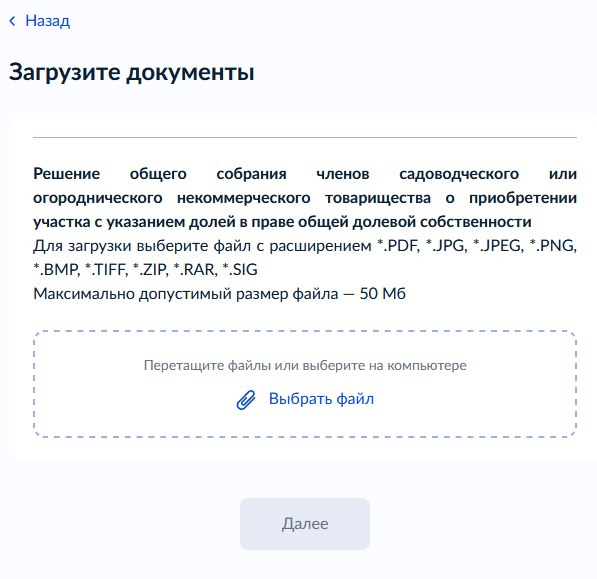 Назад
Загрузите документы
Решение общего собрания членов садоводческого или
огороднического некоммерческого товарищества о приобретении
участка с указанием долей в праве общей долевой собственности
Для загрузки выберите файл с расширением *.PDF, *.JPG, *.JPEG, *.PNG,
*.BMP, *.TIFF, *.ZIP, *.RAR, *.SIG
Максимально допустимый размер файла — 50 Мб
Перетащите файлы или выберите на компьютере
Выбрать файл
Далее